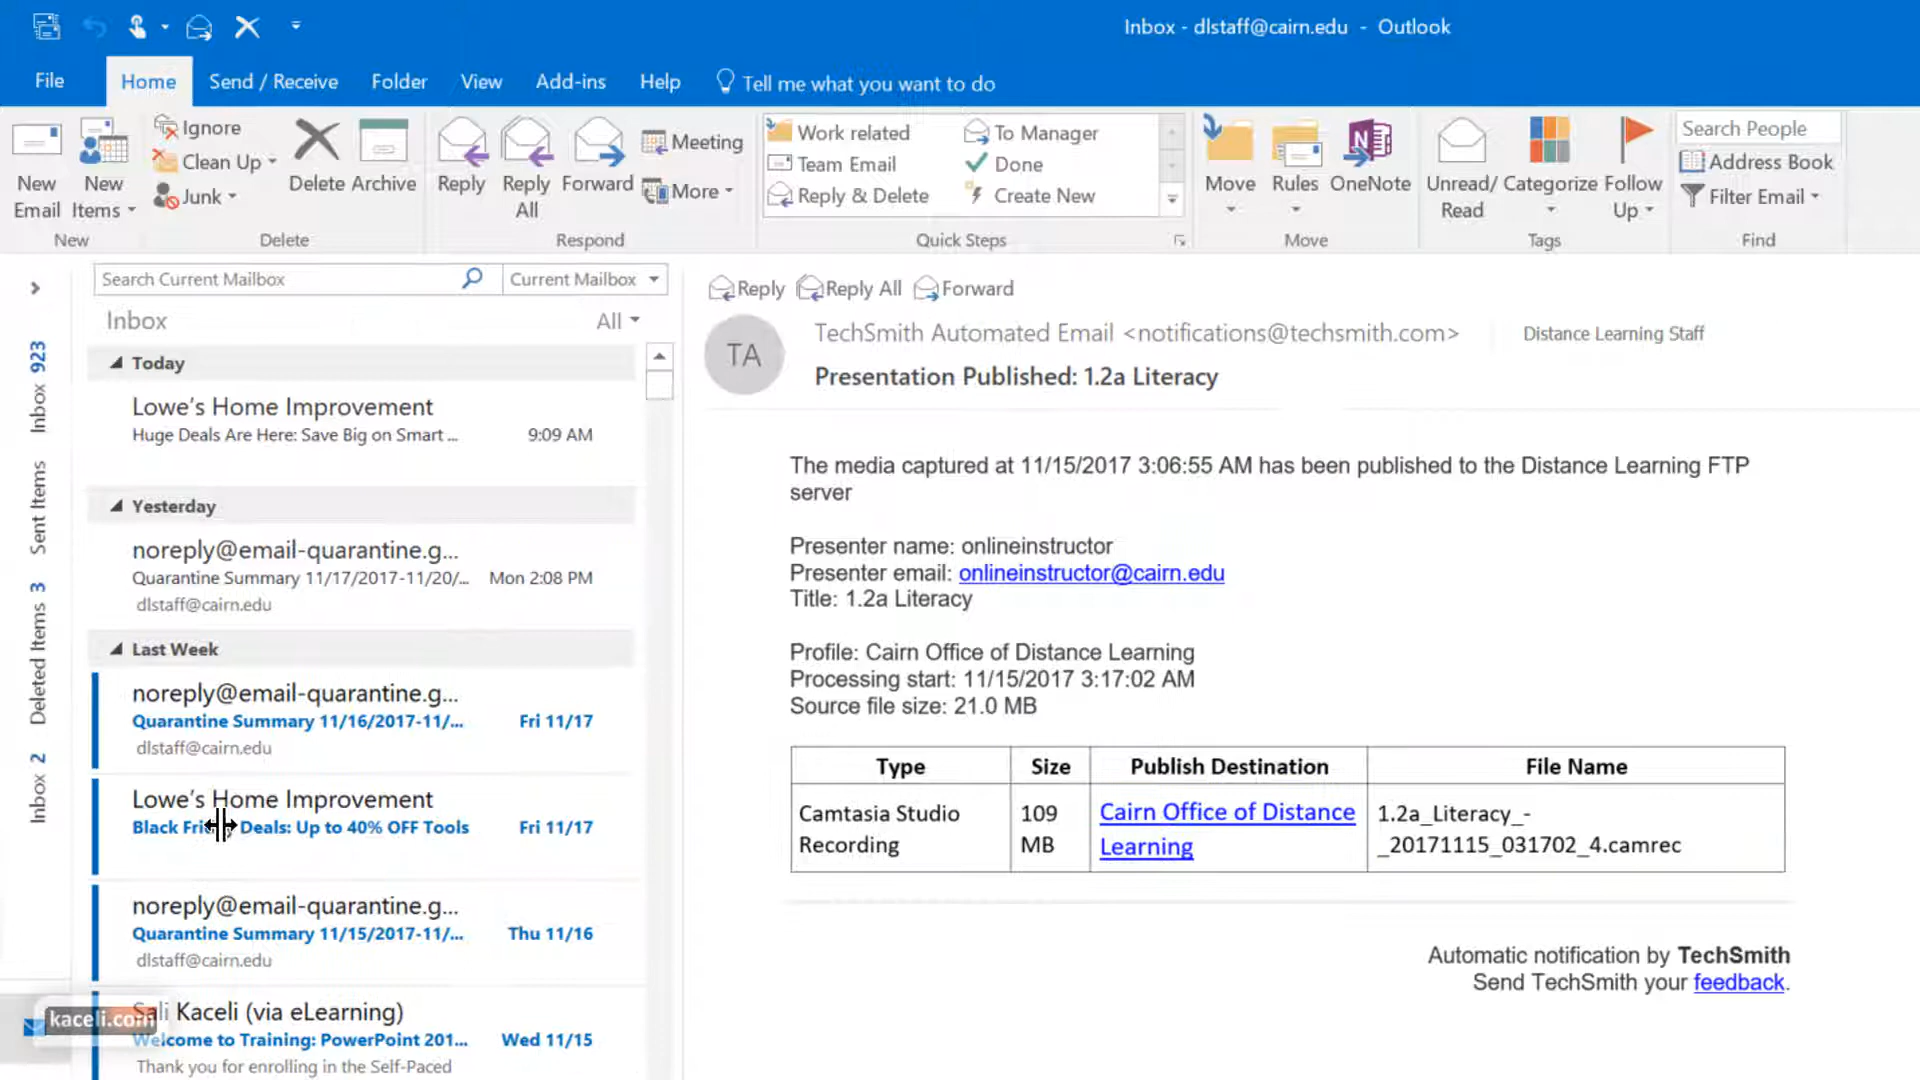 Inbox - dlstaff@cairn.edu - Outlook
File Home Send / Receive Folder View Add-ins Help Tell me what you want to do
New Email
New Items
Ignore
Clean Up
Junk
Delete
Archive
Reply
Reply All
Forward
Meeting
More
Work related
Team Email
Reply & Delete
To Manager
Done
Create New
Move
Rules
OneNote
Unread/ Read
Categorize
Follow Up
Search People
Address Book
Filter Email
New Delete Respond Quick Steps Move Tags Find
Search Current Mailbox Current Mailbox
Inbox All
Inbox 923
Sent Items
Deleted Items 3
Inbox 2
Today
Lowe's Home Improvement
Huge Deals Are Here: Save Big on Smart ... 9:09 AM
Yesterday
noreply@email-quarantine.g...
Quarantine Summary 11/17/2017-11/20/... Mon 2:08 PM
dlstaff@cairn.edu
Last Week
noreply@email-quarantine.g...
Quarantine Summary 11/16/2017-11/... Fri 11/17
dlstaff@cairn.edu
Lowe's Home Improvement
Black Friday Deals: Up to 40% OFF Tools Fri 11/17
noreply@email-quarantine.g...
Quarantine Summary 11/15/2017-11/... Thu 11/16
dlstaff@cairn.edu
Sali Kaceli (via eLearning)
Welcome to Training: PowerPoint 201... Wed 11/15
Thank you for enrolling in the Self-Paced
kaceli.com
Reply Reply All Forward
TA
TechSmith Automated Email <notifications@techsmith.com> Distance Learning Staff
Presentation Published: 1.2a Literacy
The media captured at 11/15/2017 3:06:55 AM has been published to the Distance Learning FTP
server
Presenter name: onlineinstructor
Presenter email: onlineinstructor@cairn.edu
Title: 1.2a Literacy
Profile: Cairn Office of Distance Learning
Processing start: 11/15/2017 3:17:02 AM
Source file size: 21.0 MB
Type Size Publish Destination File Name
Camtasia Studio 109 Cairn Office of Distance 1.2a_Literacy_-
Recording MB Learning _20171115_031702_4.camrec
Automatic notification by TechSmith
Send TechSmith your feedback.